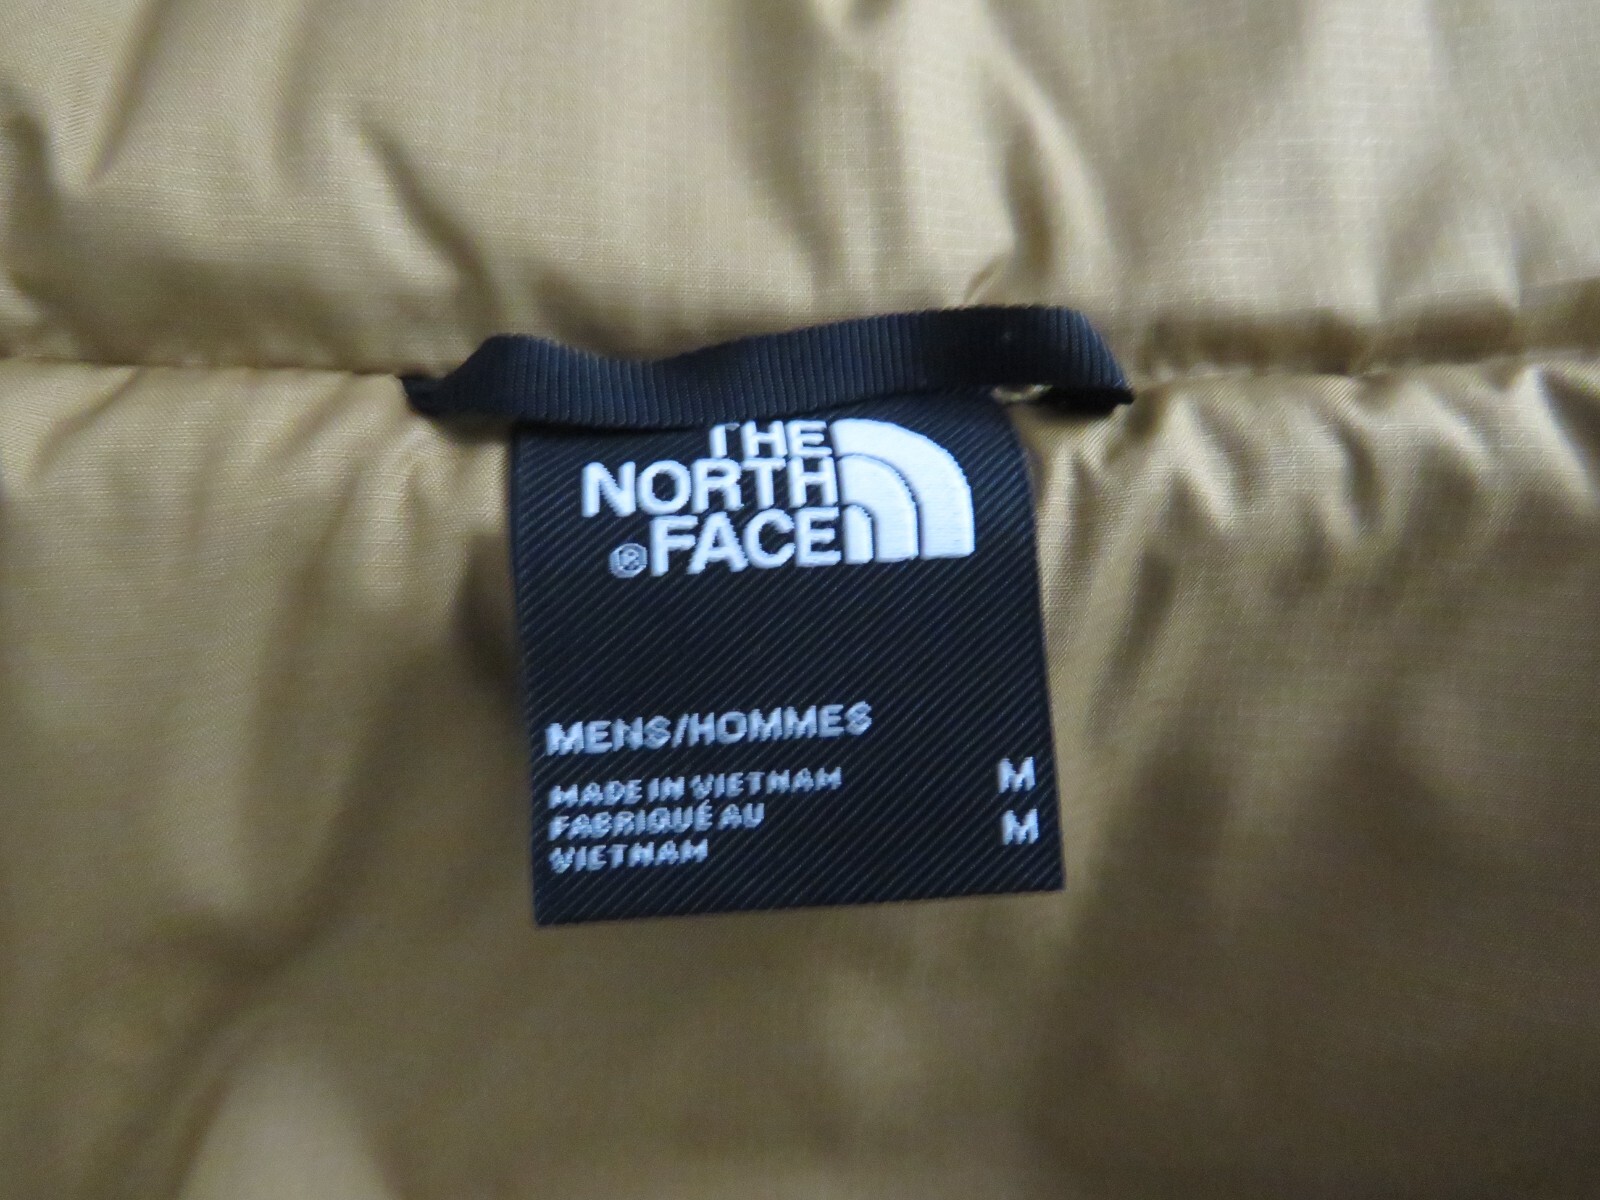 THE
NORTH
®FACE
MENS/HOMMES
MADE IN VIETNAM M
FABRIQUÉ AU M
VIETNAM